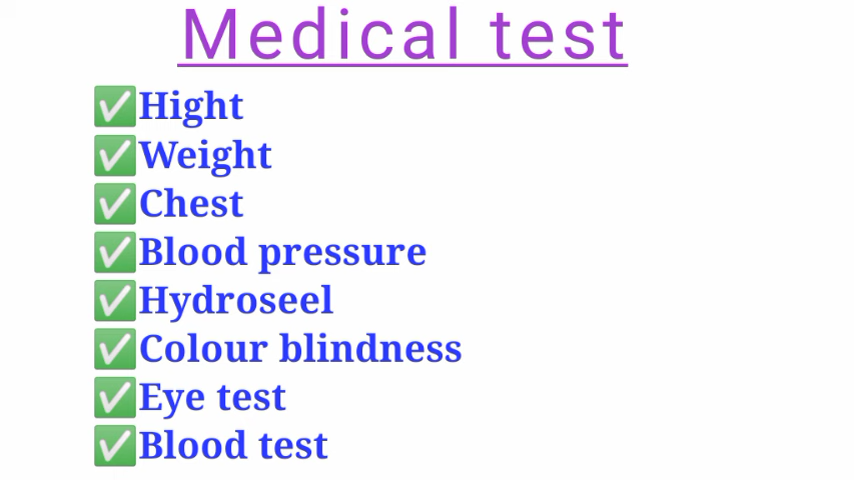 Medical test
✅Hight
✅Weight
✅Chest
✅Blood pressure
✅Hydroseel
✅Colour blindness
✅Eye test
✅Blood test